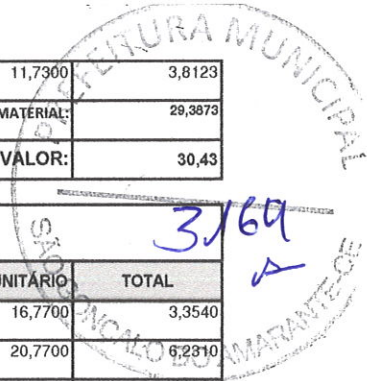 11,7300 3,8123
MATERIAL: 29,3873
VALOR: 30,43
UNITÁRIO TOTAL
16,7700 3,3540
20,7700 6,2310
PREFEITURA MUNICIPAL
SÃO GONÇALO DO AMARANTE-CE